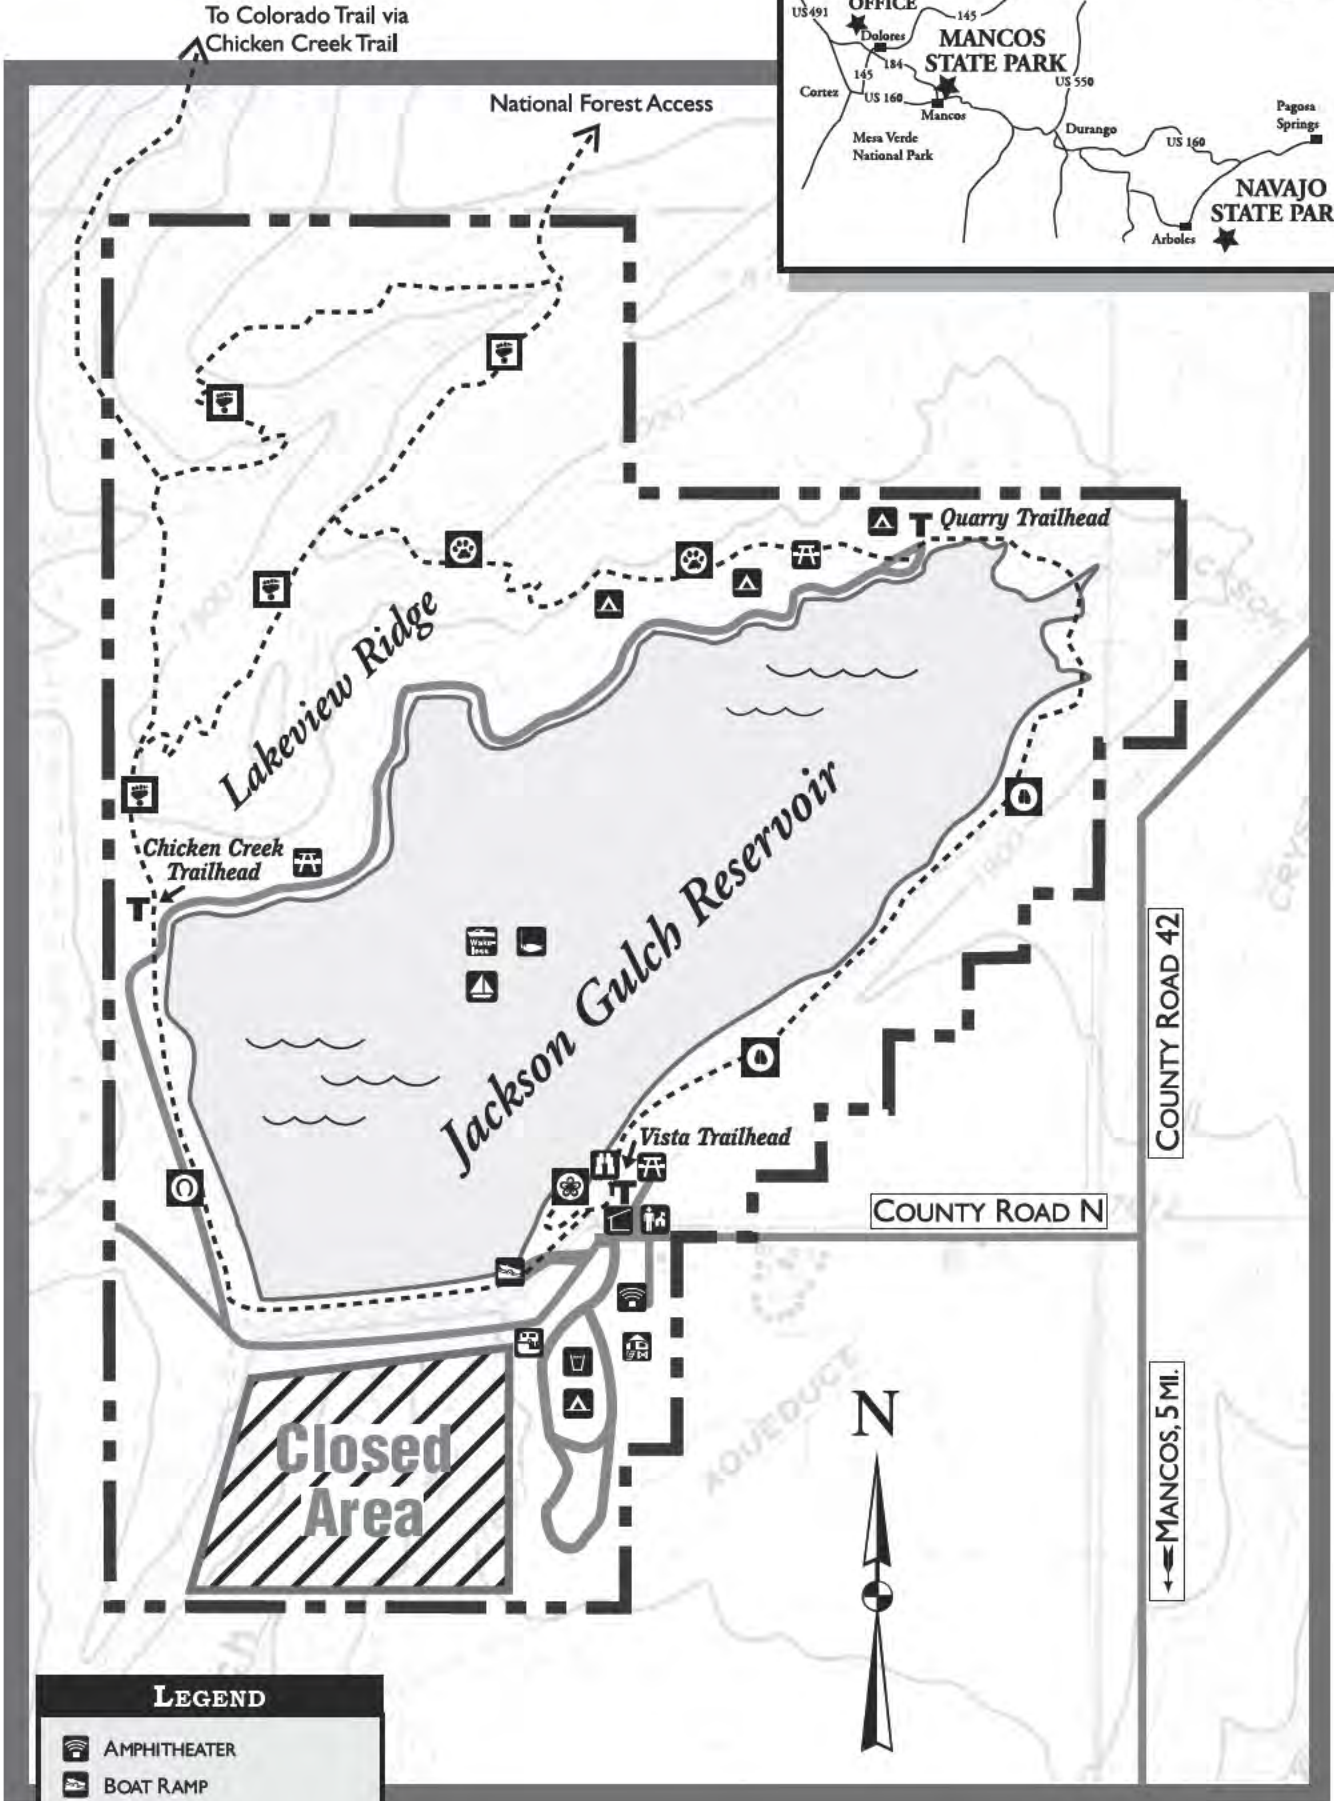 To Colorado Trail via
Chicken Creek Trail
National Forest Access
US 491
OFFICE
145
Dolores
MANCOS
STATE PARK
184
145
US 550
Cortez
US 160
Mancos
Mesa Verde
National Park
Durango
US 160
Pagosa
Springs
NAVAJO
STATE PAR
Arboles
Quarry Trailhead
Lakeview Ridge
Chicken Creek
Trailhead
Wake-
less
Jackson Gulch Reservoir
Vista Trailhead
COUNTY ROAD 42
COUNTY ROAD N
AQUEDUCT
Closed
Area
N
MANCOS, 5 MI.
LEGEND
AMPHITHEATER
BOAT RAMP